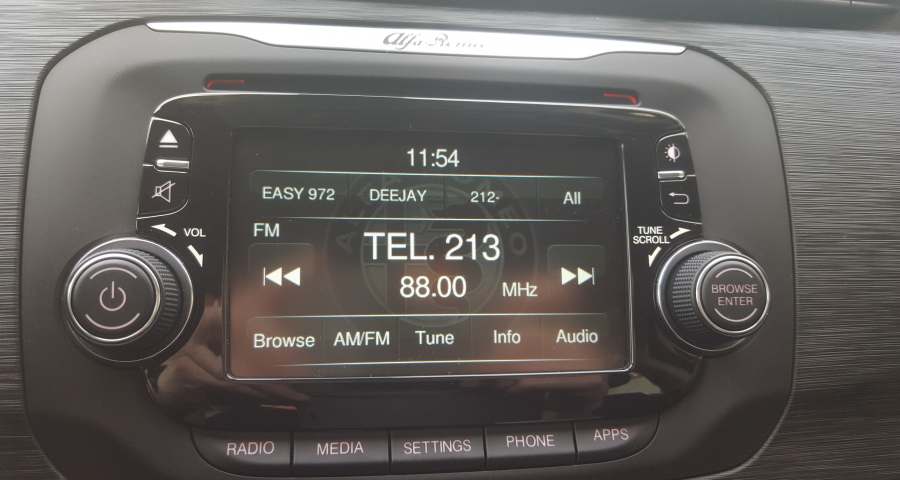 Alfa Romeo
11:54
EASY 972 DEEJAY 212- All
FM
TEL. 213
88.00 MHz
Browse AM/FM Tune Info Audio
VOL
TUNE
SCROLL
BROWSE
ENTER
RADIO MEDIA SETTINGS PHONE APPS